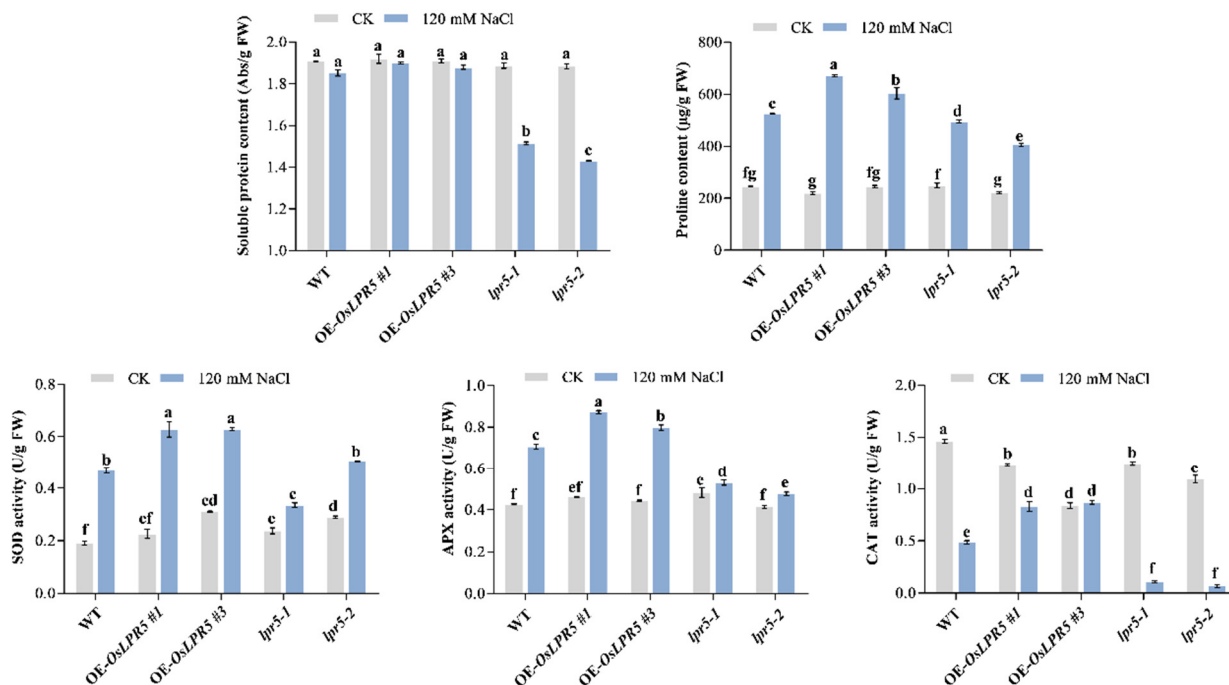 CK 120 mM NaCl
Soluble protein content (Abs/g FW)
2.0
1.8
1.6
1.4
1.2
1.0
a a a a a a a b a c
WT OE-OsLPR5 #1 OE-OsLPR5 #3 lpr5-1 lpr5-2
CK 120 mM NaCl
Proline content (µg/g FW)
800
600
400
200
0
fg c g a fg b f d g e
WT OE-OsLPR5 #1 OE-OsLPR5 #3 lpr5-1 lpr5-2
CK 120 mM NaCl
SOD activity (U/g FW)
0.8
0.6
0.4
0.2
0.0
f b a cd a c d b
WT OE-OsLPR5 #1 OE-OsLPR5 #3 lpr5-1 lpr5-2
CK 120 mM NaCl
APX activity (U/g FW)
1.0
0.8
0.6
0.4
0.2
0.0
f c ef a f b d f e
WT OE-OsLPR5 #1 OE-OsLPR5 #3 lpr5-1 lpr5-2
CK 120 mM NaCl
CAT activity (U/g FW)
2.0
1.5
1.0
0.5
0.0
a b d d d b f c f
WT OE-OsLPR5 #1 OE-OsLPR5 #3 lpr5-1 lpr5-2